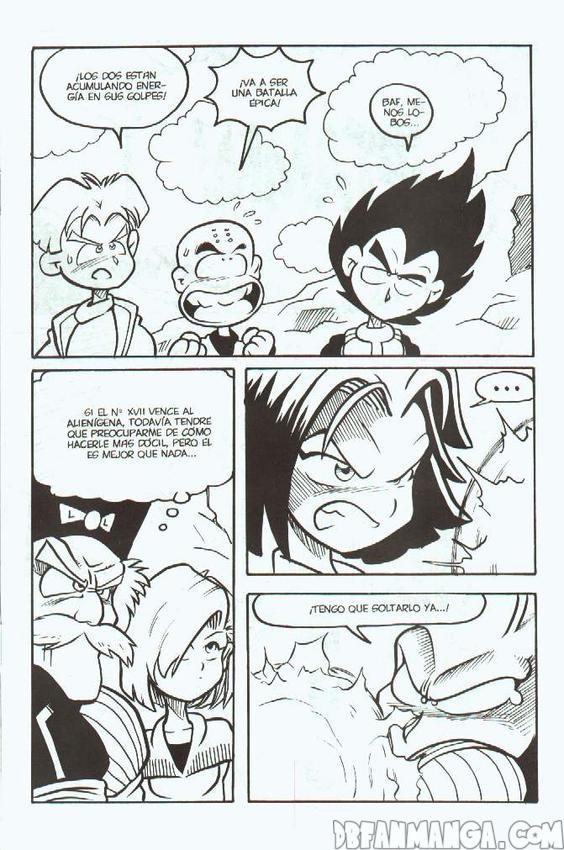 ¡LOS DOS ESTAN
ACUMULANDO ENER-
GÍA EN SUS GOLPES!
¡VA A SER
UNA BATALLA
ÉPICA!
BAF, ME-
NOS LO-
BOS...
SI EL Nº XVII VENCE AL
ALIENÍGENA, TODAVÍA TENDRE
QUE PREOCUPARME DE CÓMO
HACERLE MAS DÓCIL, PERO EL
ES MEJOR QUE NADA...
L L
...
¡TENGO QUE SOLTARLO YA...!
DBFANMANGA.COM